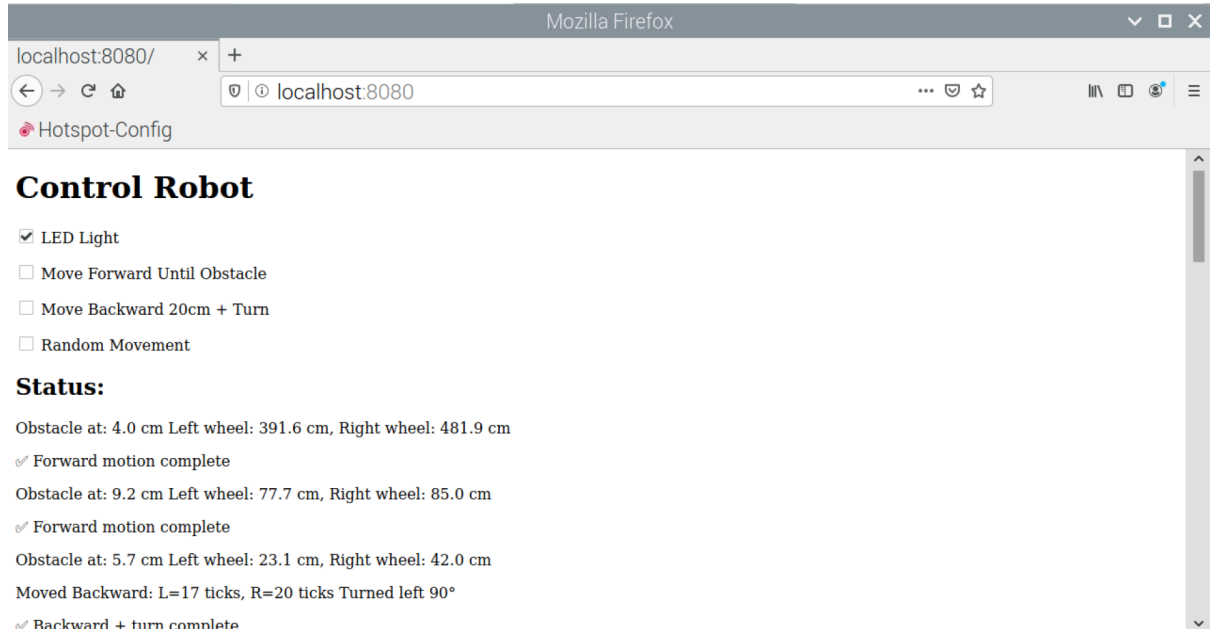 Mozilla Firefox
localhost:8080/
localhost:8080
Hotspot-Config
Control Robot
LED Light
Move Forward Until Obstacle
Move Backward 20cm + Turn
Random Movement
Status:
Obstacle at: 4.0 cm Left wheel: 391.6 cm, Right wheel: 481.9 cm
✅ Forward motion complete
Obstacle at: 9.2 cm Left wheel: 77.7 cm, Right wheel: 85.0 cm
✅ Forward motion complete
Obstacle at: 5.7 cm Left wheel: 23.1 cm, Right wheel: 42.0 cm
Moved Backward: L=17 ticks, R=20 ticks Turned left 90°
✅ Backward + turn complete